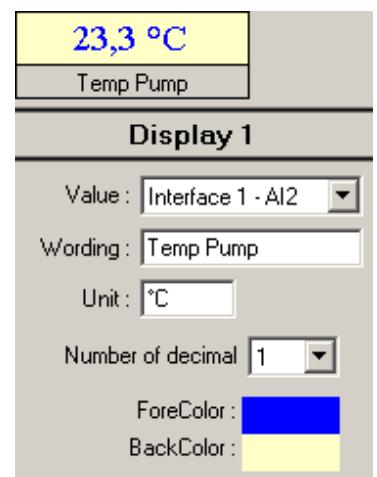 23,3 °C
Temp Pump
Display 1
Value : Interface 1 - AI2
Wording : Temp Pump
Unit : °C
Number of decimal 1
ForeColor :
BackColor :